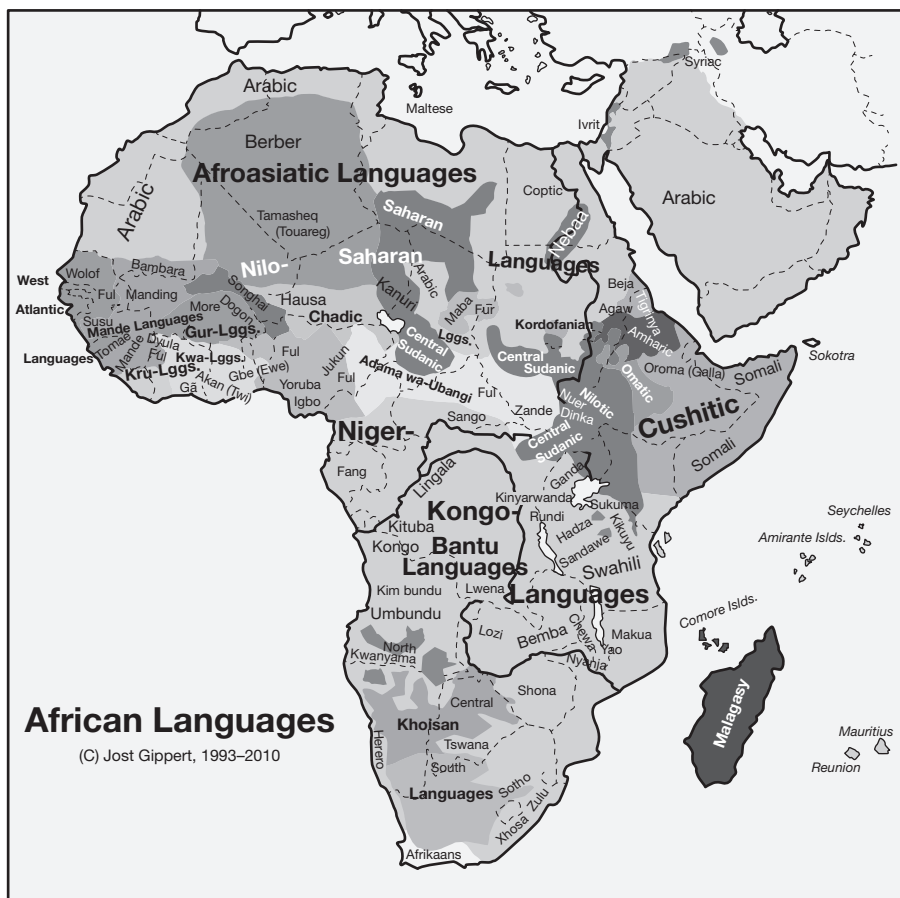 Syriac
Arabic
Maltese
Ivrit
Berber
Afroasiatic Languages
Coptic
Arabic
Arabic
Saharan
Tamasheq
(Touareg)
Nebaa
Nilo-
Saharan
Languages
West
Wolof
Bambara
Arabic
Beja
Tigrinya
Ful
Manding
Songhai
Hausa
Kanuri
Maba
Fur
Agaw
Atlantic
More
Dogon
Chadic
Kordofanian
Amharic
Susu
Mande Languages
Gur-Lggs.
Lggs.
Central
Sudanic
Languages
Tomae
Mande
Dyula
Ful
Kwa-Lggs.
Ful
Jukun
Adama wa-Ubangi
Central
Sudanic
Omatic
Oroma (Galla)
Somali
Sokotra
Kru-Lggs.
Akan (Twi)
Gbe (Ewe)
Ful
Ful
Nilotic
Gã
Yoruba
Igbo
Sango
Zande
Nuer
Dinka
Cushitic
Niger-
Central
Sudanic
Somali
Fang
Lingala
Ganda
Kinyarwanda
Sukuma
Kongo-
Rundi
Kikuyu
Seychelles
Kituba
Hadza
Amirante Islds.
Kongo
Bantu
Sandawe
Languages
Swahili
Kim bundu
Lwena
Languages
Umbundu
Comore Islds.
Lozi
Bemba
Chewa
Makua
North
Yao
Kwanyama
Nyanja
Malagasy
Central
Shona
African Languages
Khoisan
(C) Jost Gippert, 1993–2010
Herero
Tswana
Mauritius
South
Reunion
Languages
Sotho
Zulu
Xhosa
Afrikaans